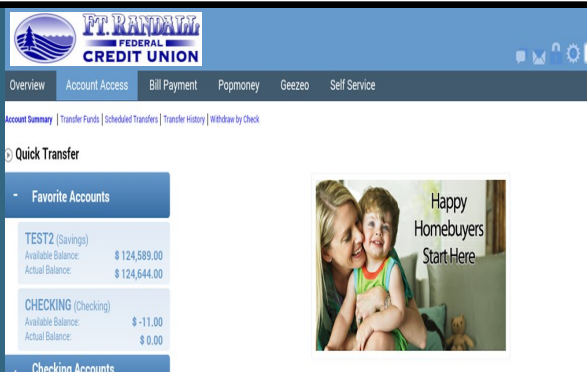 FT. RANDALL
FEDERAL
CREDIT UNION
Overview Account Access Bill Payment Popmoney Geezeo Self Service
Account Summary | Transfer Funds | Scheduled Transfers | Transfer History | Withdraw by Check
Quick Transfer
- Favorite Accounts
TEST2 (Savings)
Available Balance: $ 124,589.00
Actual Balance: $ 124,644.00
CHECKING (Checking)
Available Balance: $ -11.00
Actual Balance: $ 0.00
Checking Accounts
Happy
Homebuyers
Start Here